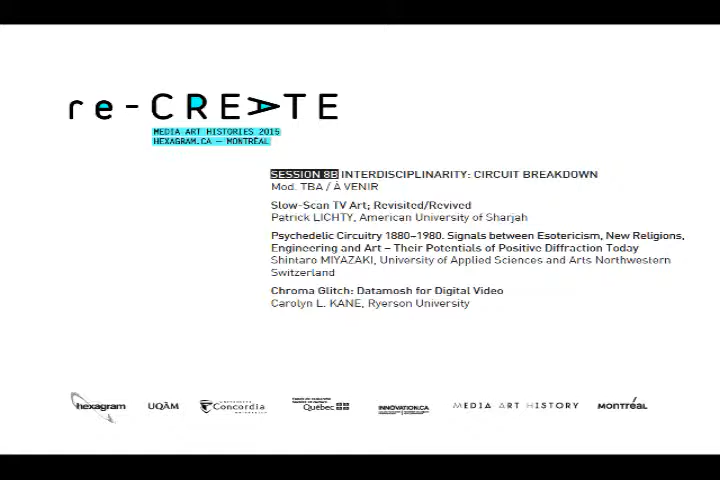 re-CREATE
MEDIA ART HISTORIES 2015
HEXAGRAM.CA – MONTRÉAL
SESSION 8B INTERDISCIPLINARITY: CIRCUIT BREAKDOWN
Mod. TBA / À VENIR
Slow-Scan TV Art; Revisited/Revived
Patrick LICHTY, American University of Sharjah
Psychedelic Circuitry 1880–1980. Signals between Esotericism, New Religions,
Engineering and Art – Their Potentials of Positive Diffraction Today
Shintaro MIYAZAKI, University of Applied Sciences and Arts Northwestern
Switzerland
Chroma Glitch: Datamosh for Digital Video
Carolyn L. KANE, Ryerson University
hexagram UQÀM Concordia Québec INNOVATION.CA MEDIA ART HISTORY Montréal